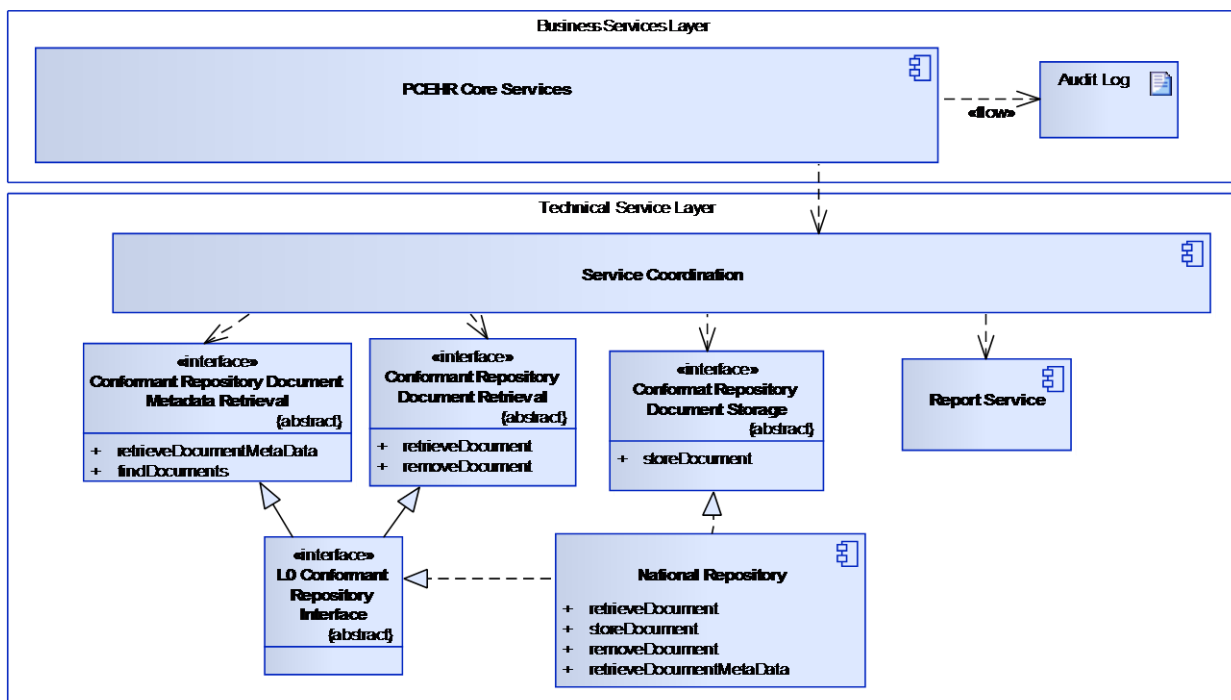 Business Services Layer
PCEHR Core Services
Audit Log
«flow»
Technical Service Layer
Service Coordination
«interface»
Conformant Repository Document
Metadata Retrieval
{abstract}
+ retrieveDocumentMetaData
+ findDocuments
«interface»
Conformant Repository
Document Retrieval
{abstract}
+ retrieveDocument
+ removeDocument
«interface»
Conformat Repository
Document Storage
{abstract}
+ storeDocument
Report Service
«interface»
L0 Conformant
Repository
Interface
{abstract}
National Repository
+ retrieveDocument
+ storeDocument
+ removeDocument
+ retrieveDocumentMetaData